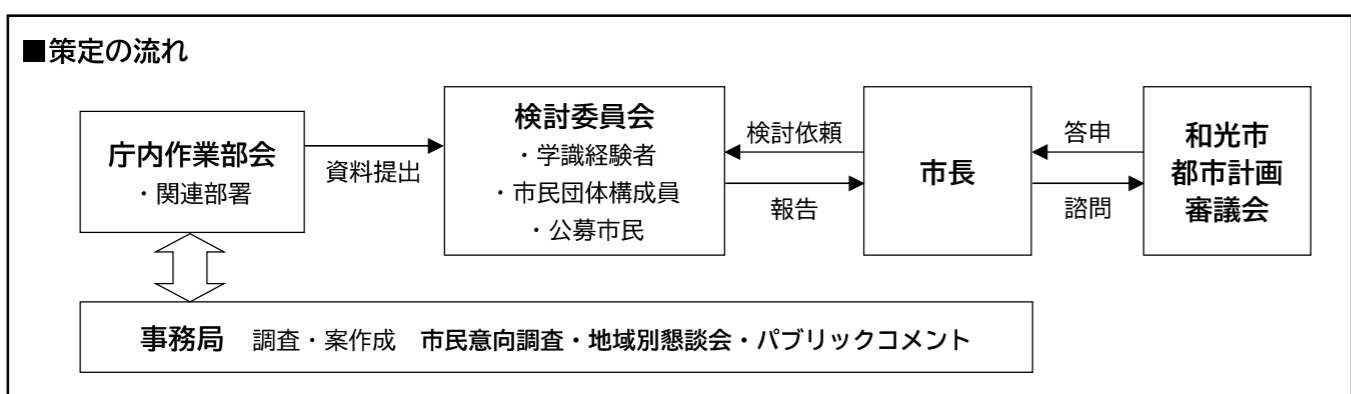 ■策定の流れ
庁内作業部会
・関連部署
資料提出
検討委員会
・学識経験者
・市民団体構成員
・公募市民
検討依頼
報告
市長
答申
諮問
和光市
都市計画
審議会
事務局 調査・案作成 市民意向調査・地域別懇談会・パブリックコメント